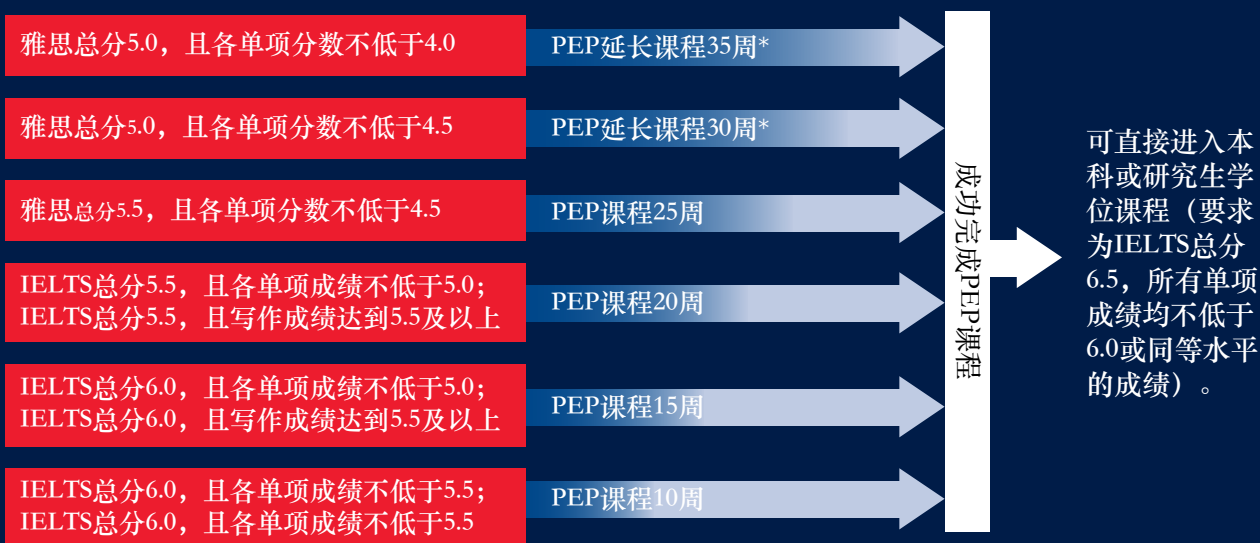 雅思总分5.0，且各单项分数不低于4.0
PEP延长课程35周*
雅思总分5.0，且各单项分数不低于4.5
PEP延长课程30周*
雅思总分5.5，且各单项分数不低于4.5
PEP课程25周
IELTS总分5.5，且各单项成绩不低于5.0；
IELTS总分5.5，且写作成绩达到5.5及以上
PEP课程20周
IELTS总分6.0，且各单项成绩不低于5.0；
IELTS总分6.0，且写作成绩达到5.5及以上
PEP课程15周
IELTS总分6.0，且各单项成绩不低于5.5；
IELTS总分6.0，且各单项成绩不低于5.5
PEP课程10周
成功完成PEP课程
可直接进入本
科或研究生学
位课程（要求
为IELTS总分
6.5，所有单项
成绩均不低于
6.0或同等水平
的成绩）。